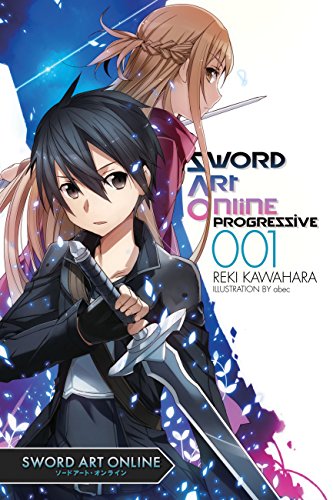 SWORD
ARt
OnlinE
PROGRESSIVE
001
REKI KAWAHARA
ILLUSTRATION BY abec
SWORD ART ONLINE
ソードアート・オンライン